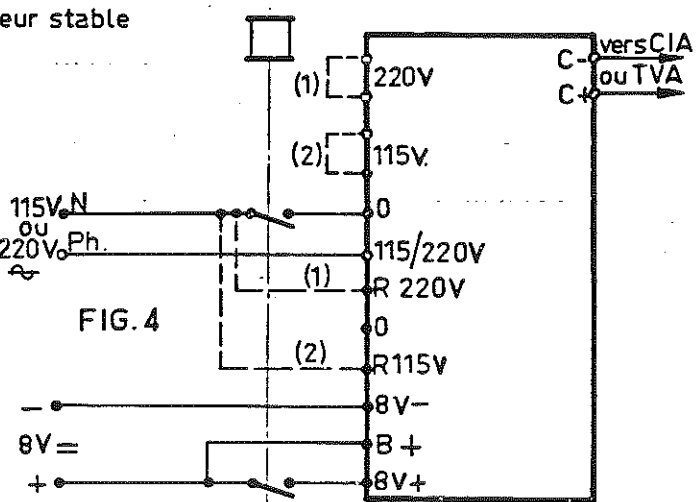 eur stable
(1)
220V
C-
vers CIA
C+
ou TVA
(2)
115V.
115V N
ou
220V Ph.
0
115/220V
(1)
R 220V
FIG. 4
0
(2)
R115V
-
8V-
8V =
B +
+
8V+